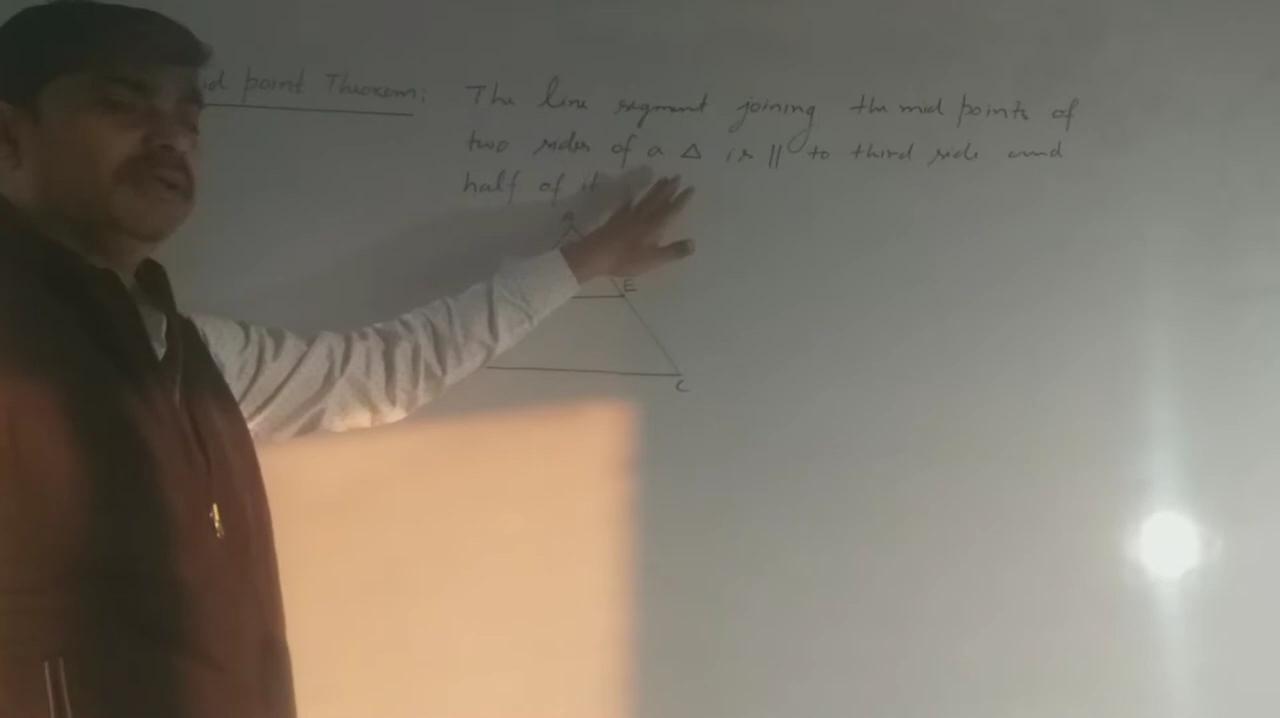 id point Theorem: The line segment joining the mid points of
two sides of a △ is || to third side and
half of it
A
E
C